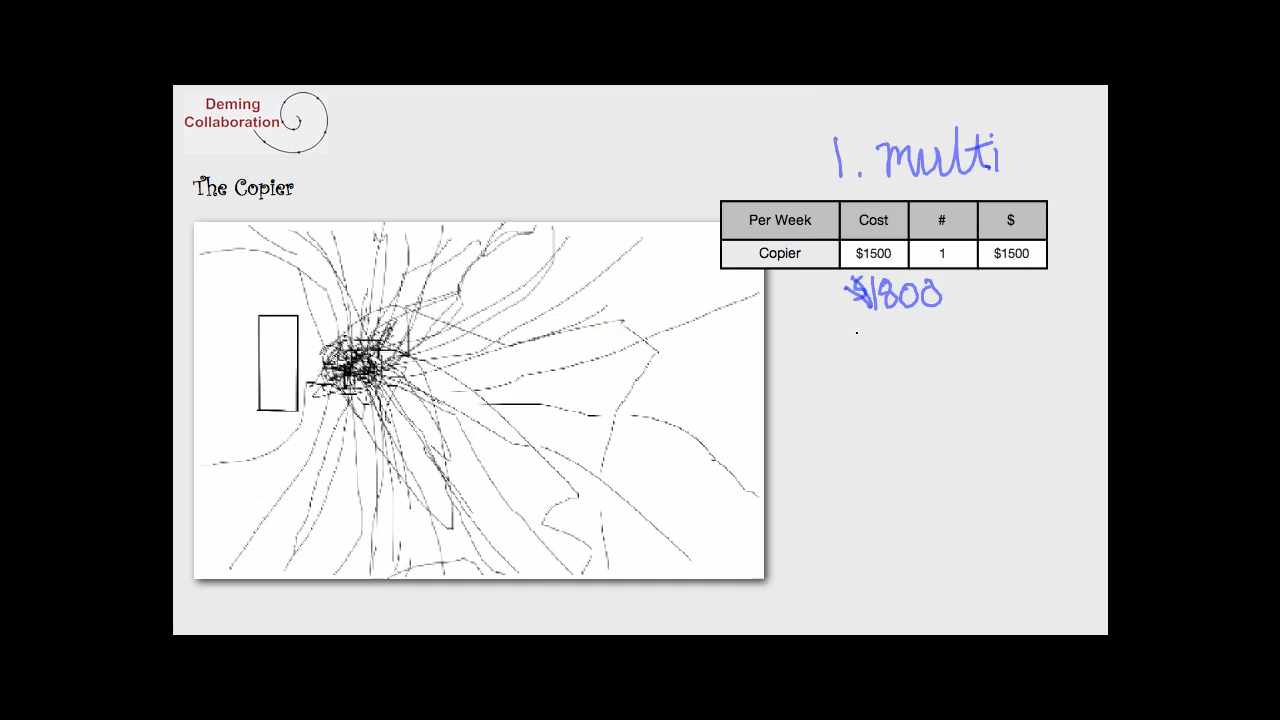 Deming
Collaboration
The Copier
1. multi
Per Week Cost # $
Copier $1500 1 $1500
$1800